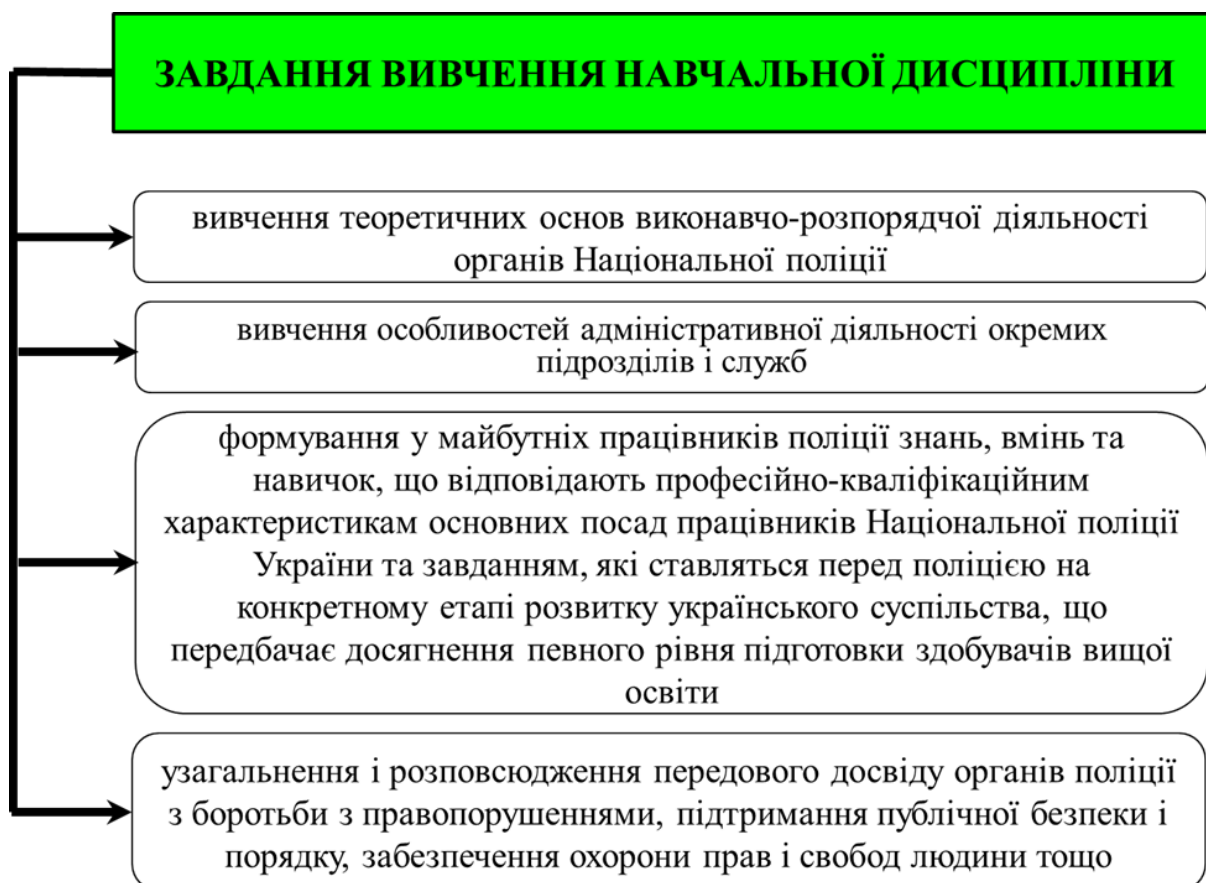 ЗАВДАННЯ ВИВЧЕННЯ НАВЧАЛЬНОЇ ДИСЦИПЛІНИ
вивчення теоретичних основ виконавчо-розпорядчої діяльності
органів Національної поліції
вивчення особливостей адміністративної діяльності окремих
підрозділів і служб
формування у майбутніх працівників поліції знань, вмінь та
навичок, що відповідають професійно-кваліфікаційним
характеристикам основних посад працівників Національної поліції
України та завданням, які ставляться перед поліцією на
конкретному етапі розвитку українського суспільства, що
передбачає досягнення певного рівня підготовки здобувачів вищої
освіти
узагальнення і розповсюдження передового досвіду органів поліції
з боротьби з правопорушеннями, підтримання публічної безпеки і
порядку, забезпечення охорони прав і свобод людини тощо